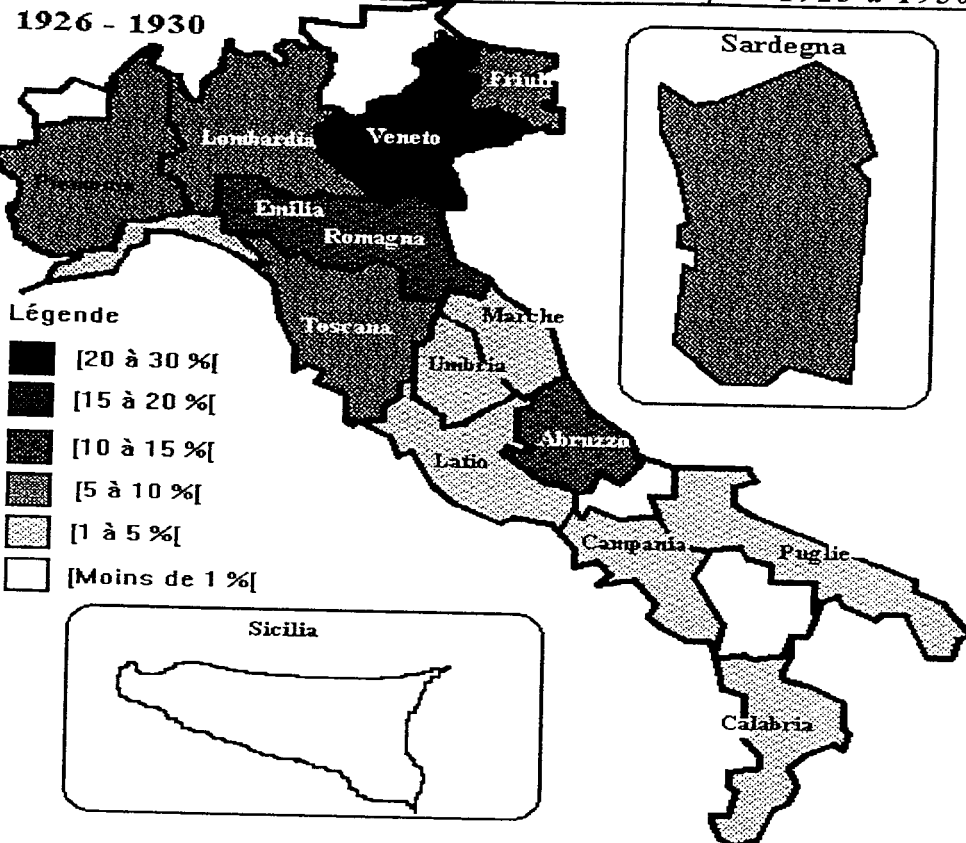 1926 - 1930
Sardegna
Friuli
Lombardia
Veneto
Piemonte
Emilia
Romagna
Légende
Toscana
Marche
Umbria
[20 à 30 %[
[15 à 20 %[
[10 à 15 %[
[5 à 10 %[
[1 à 5 %[
[Moins de 1 %[
Abruzzo
Latio
Campania
Puglie
Sicilia
Calabria